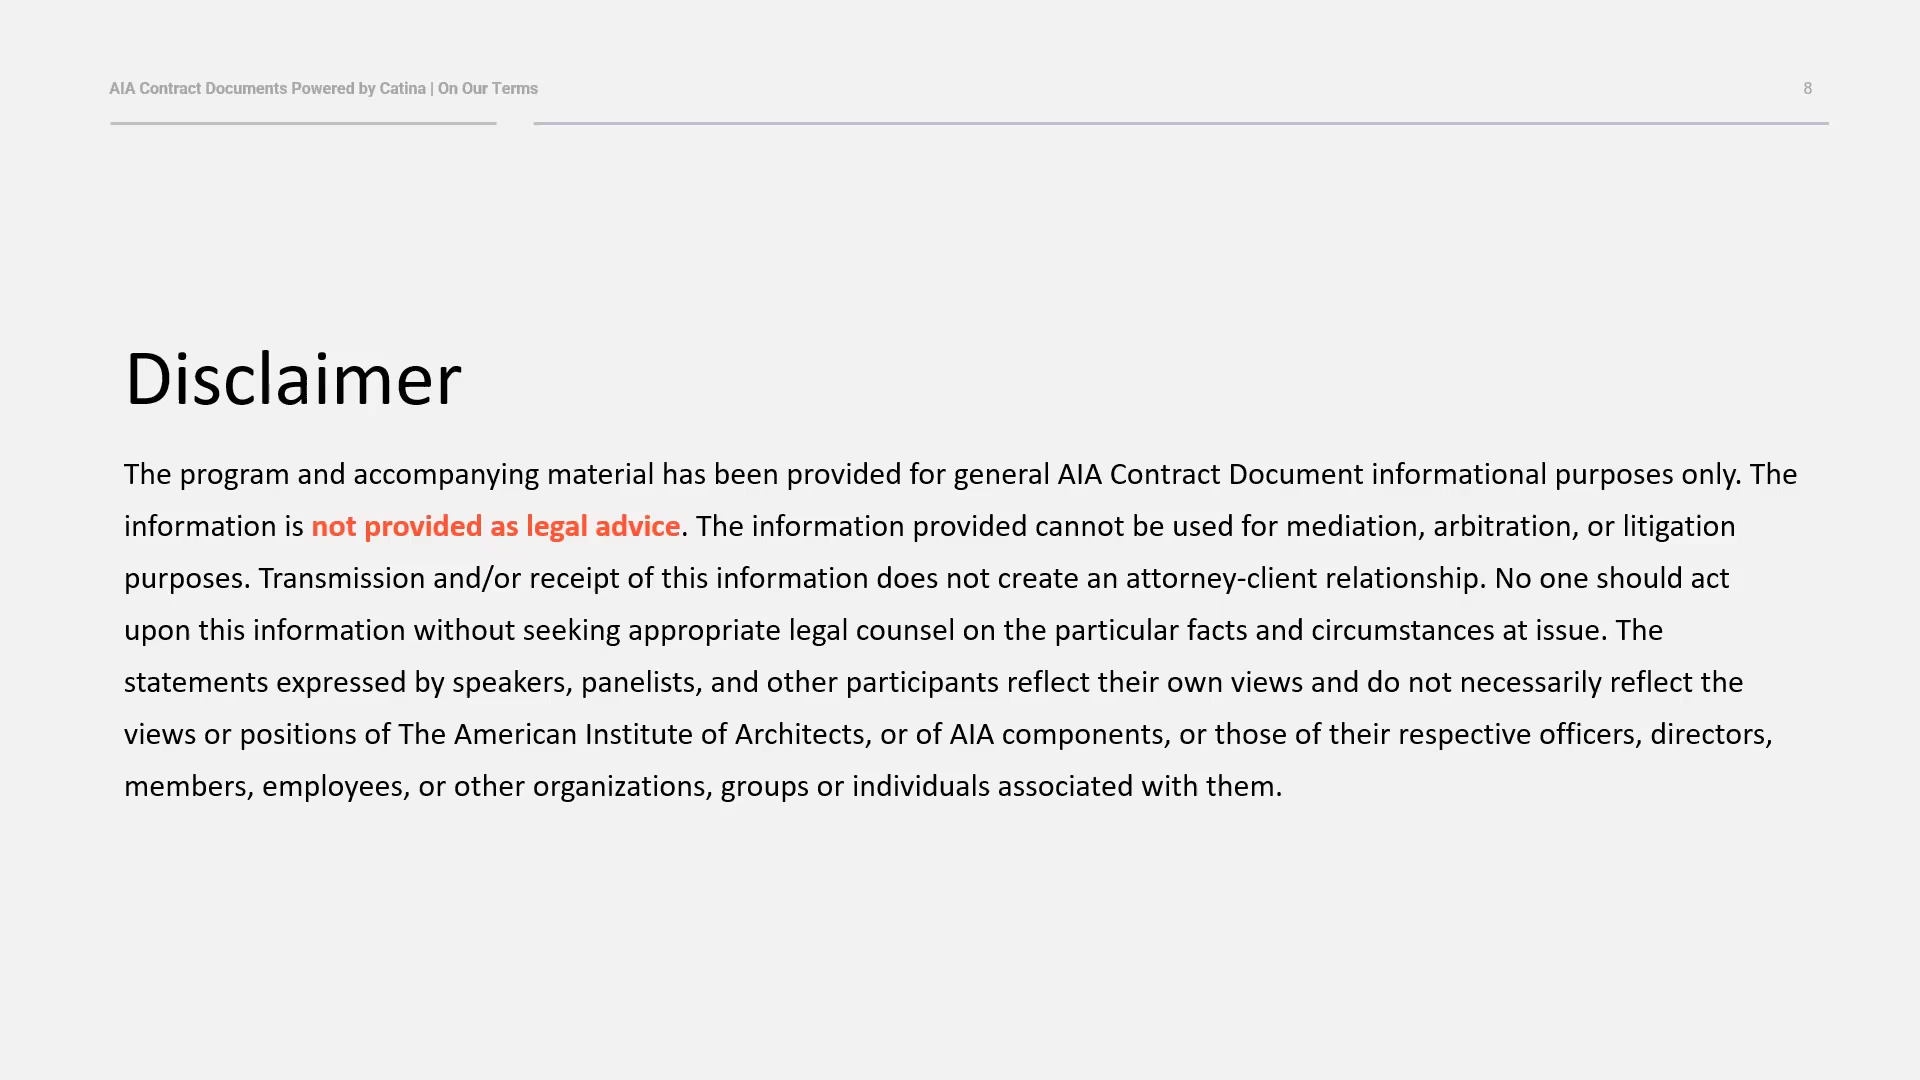 AIA Contract Documents Powered by Catina | On Our Terms
8
Disclaimer
The program and accompanying material has been provided for general AIA Contract Document informational purposes only. The
information is not provided as legal advice. The information provided cannot be used for mediation, arbitration, or litigation
purposes. Transmission and/or receipt of this information does not create an attorney-client relationship. No one should act
upon this information without seeking appropriate legal counsel on the particular facts and circumstances at issue. The
statements expressed by speakers, panelists, and other participants reflect their own views and do not necessarily reflect the
views or positions of The American Institute of Architects, or of AIA components, or those of their respective officers, directors,
members, employees, or other organizations, groups or individuals associated with them.